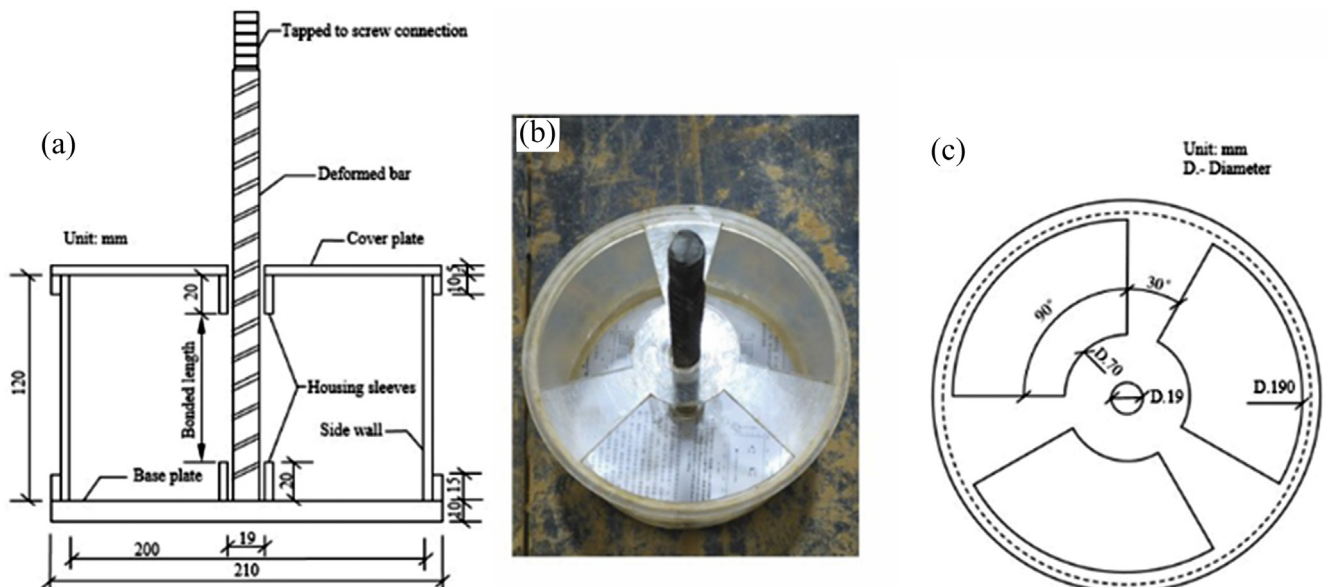 (a)
Tapped to screw connection
Deformed bar
Unit: mm
Cover plate
20
10
5
120
Bonded length
Housing sleeves
Side wall
Base plate
20
15
10
200
19
210
(b)
(c)
Unit: mm
D.- Diameter
90°
30°
D.70
D.19
D.190